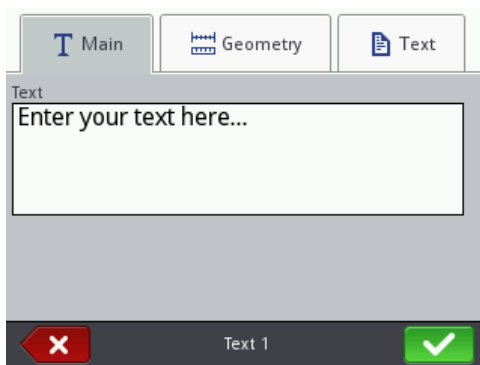 Main
Geometry
Text
Text
Enter your text here...
Text 1